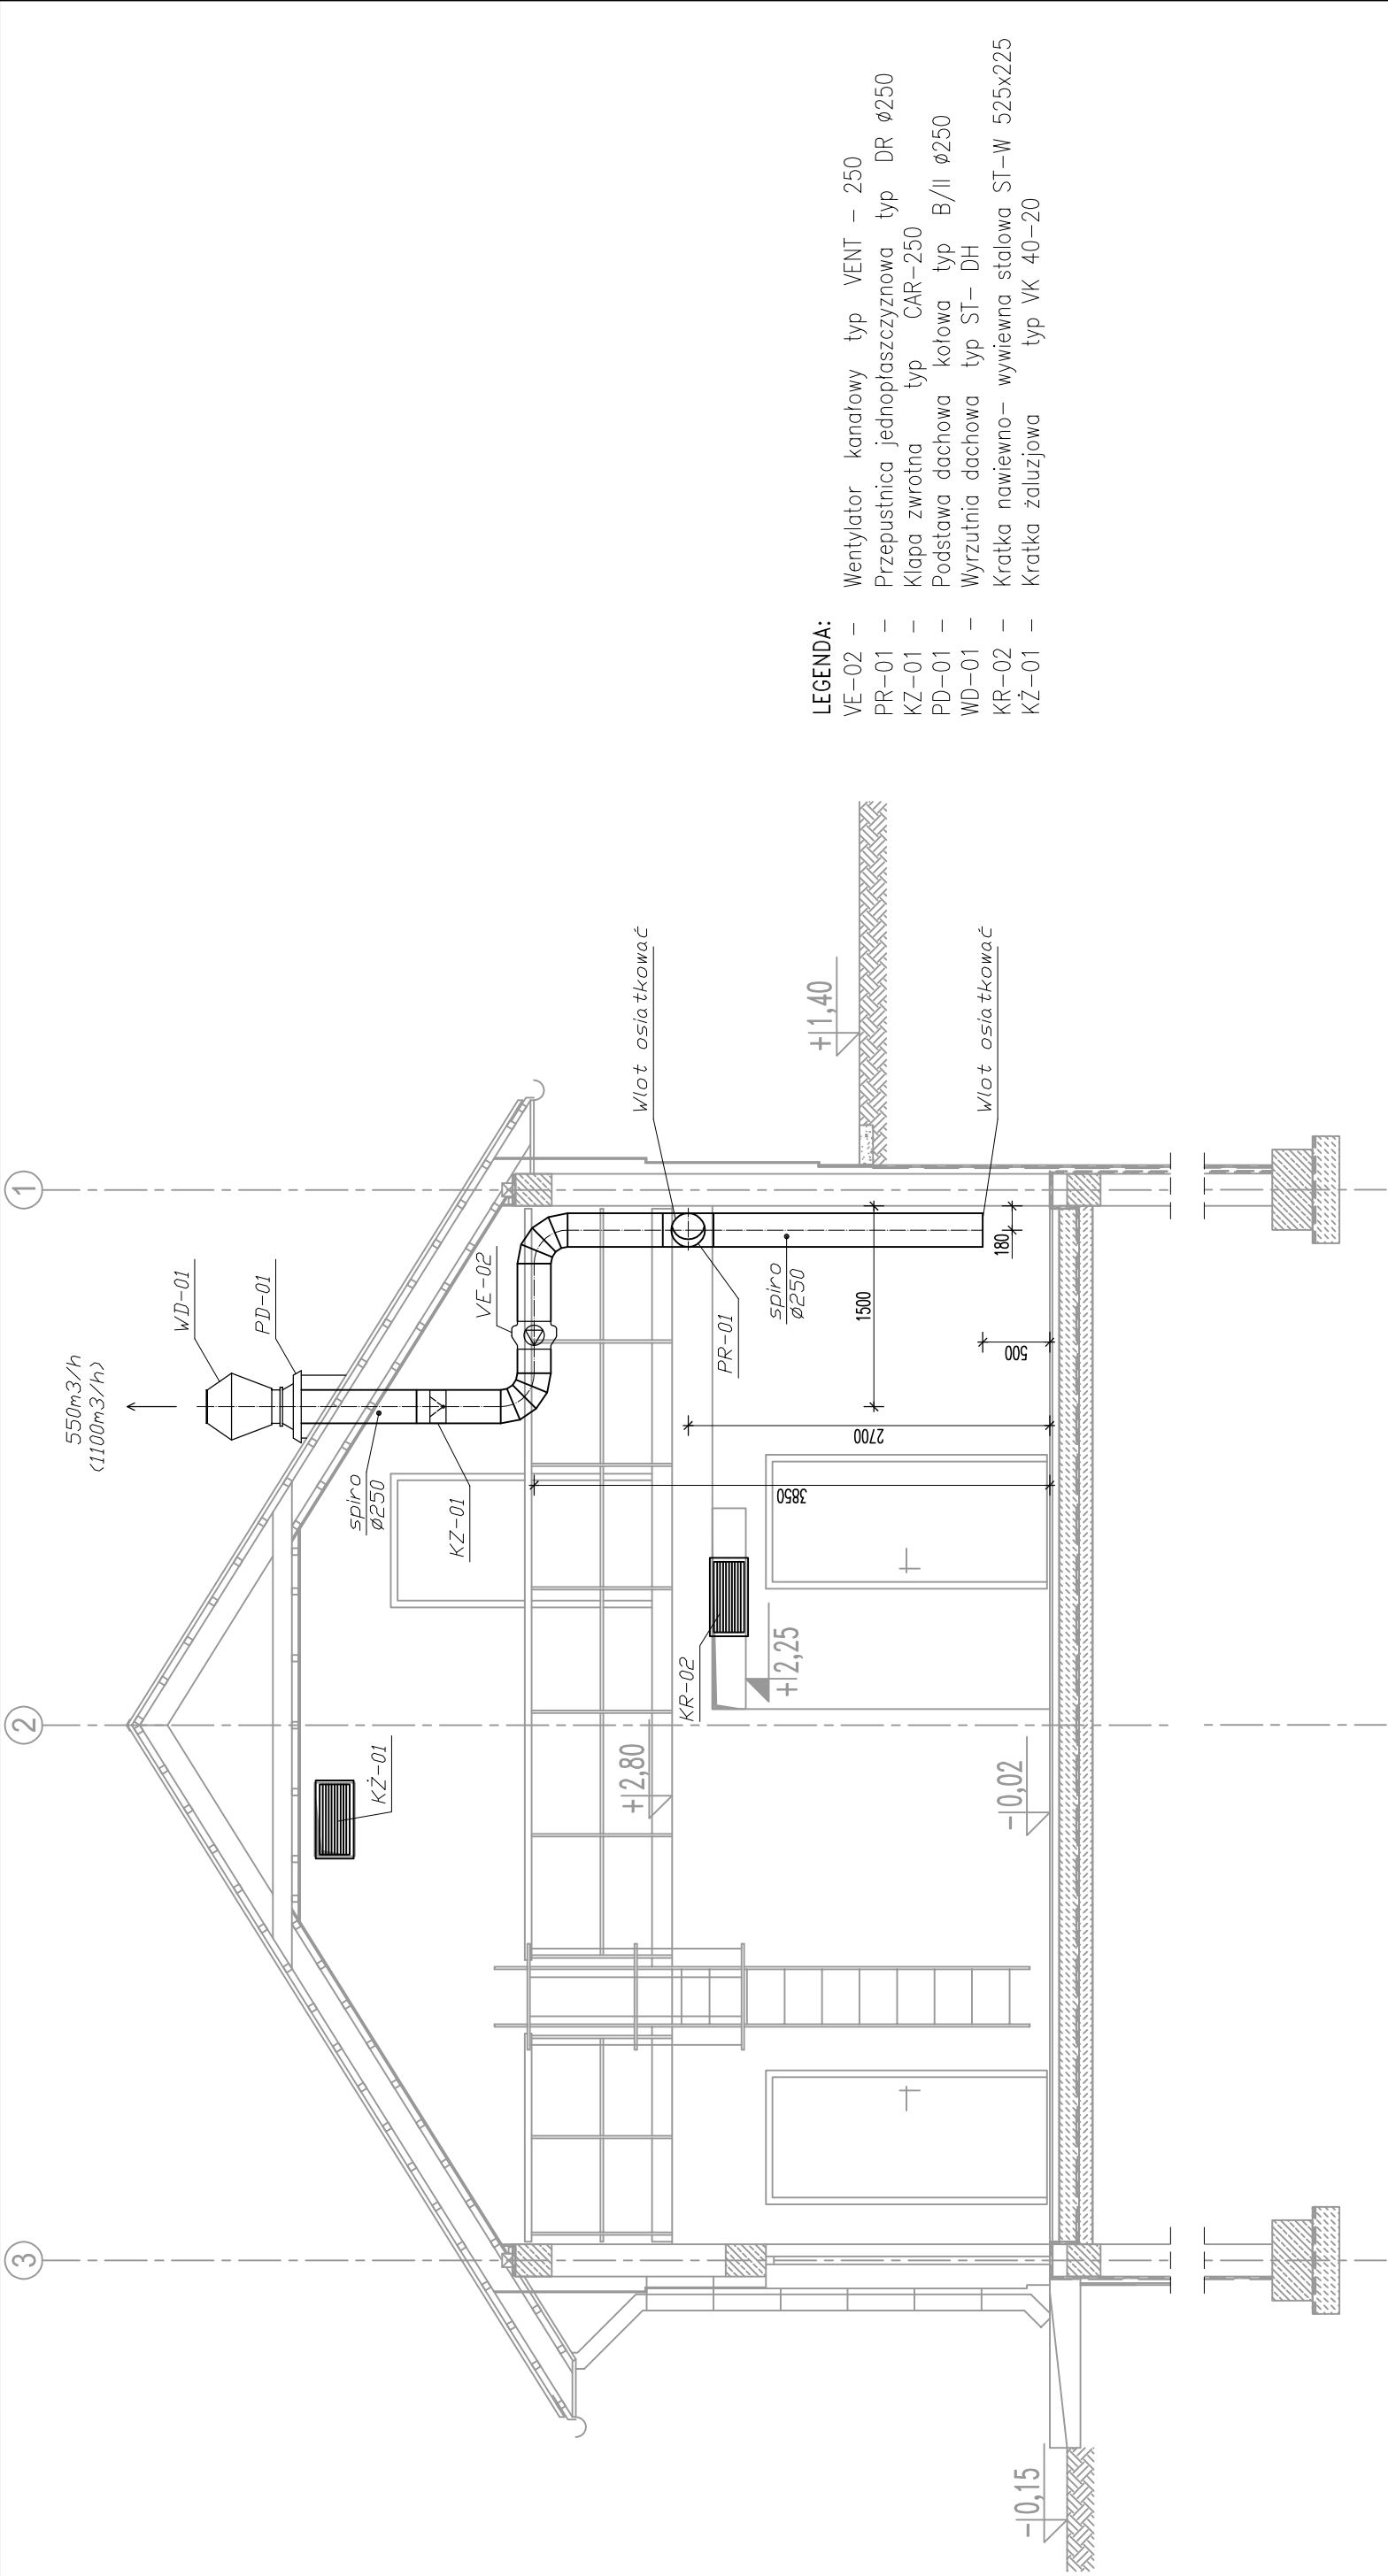 3
2
1
550m3/h
(1100m3/h)
WD-01
PD-01
spiro
ø250
KZ-01
VE-02
KŻ-01
Wlot osiatkować
PR-01
spiro
ø250
1500
180
500
2700
3850
KR-02
+2,25
+2,80
-0,02
-0,15
+1,40
Wlot osiatkować
LEGENDA:
VE-02 - Wentylator kanałowy typ VENT - 250
PR-01 - Przepustnica jednopłaszczyznowa typ DR ø250
KZ-01 - Klapa zwrotna typ CAR-250
PD-01 - Podstawa dachowa kołowa typ B/II ø250
WD-01 - Wyrzutnia dachowa typ ST- DH
KR-02 - Kratka nawiewno- wywiewna stalowa ST-W 525x225
KŻ-01 - Kratka żaluzjowa typ VK 40-20